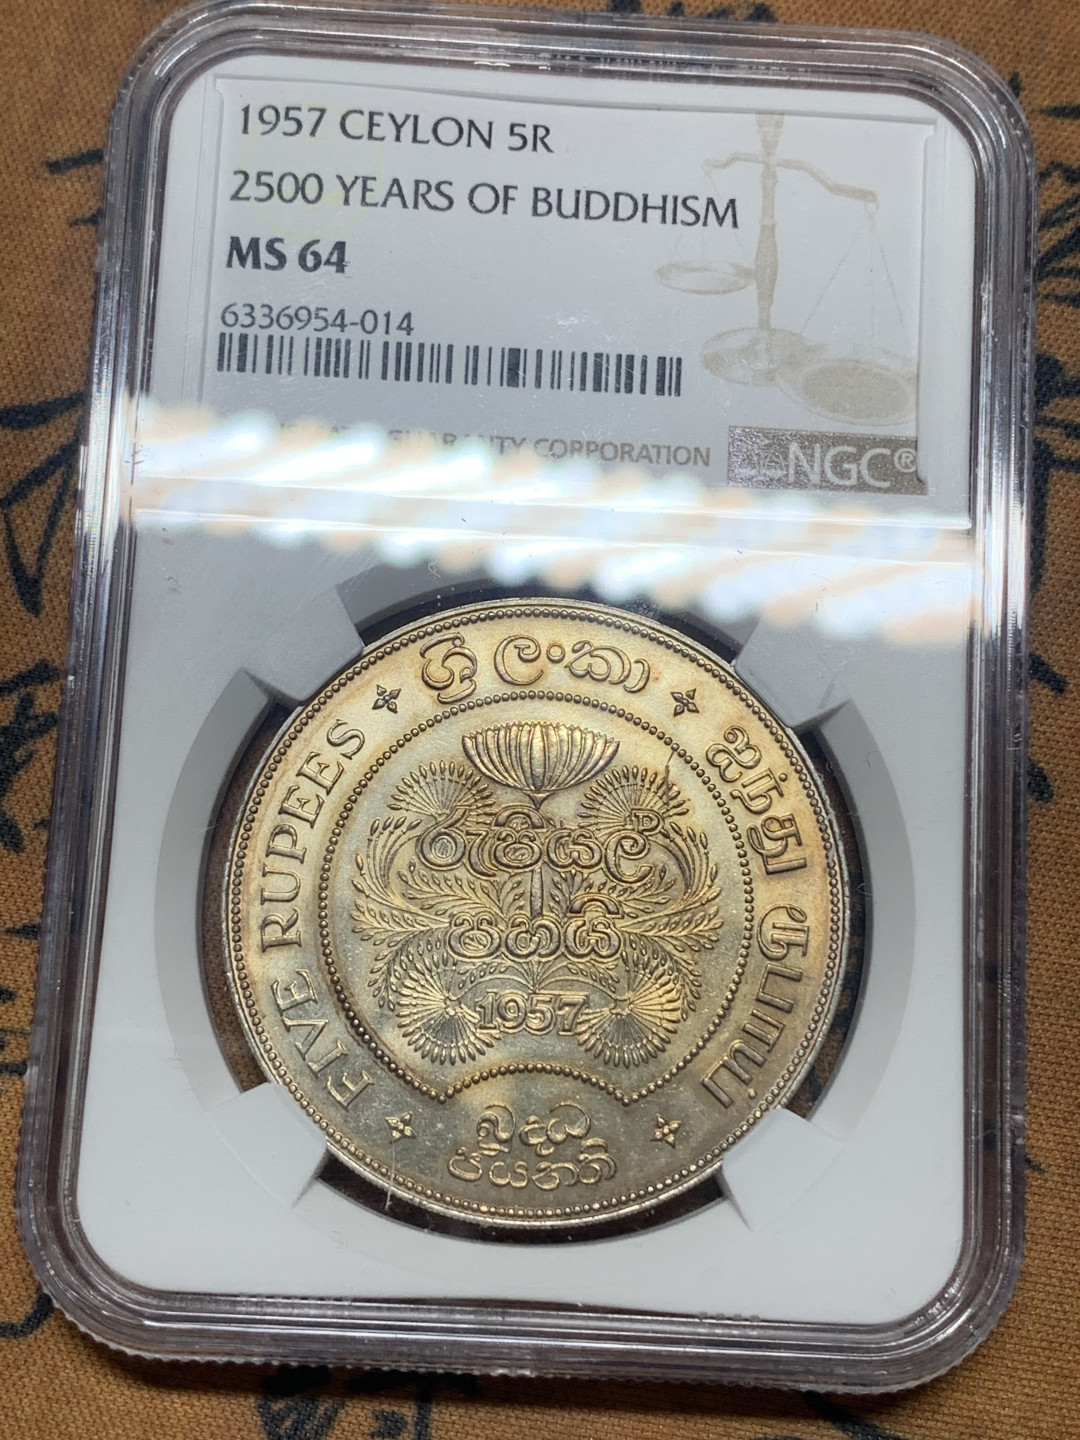 1957 CEYLON 5R
2500 YEARS OF BUDDHISM
MS 64
6336954-014
GUARANTY CORPORATION
NGC®
ශ්‍රී ලංකා
FIVE RUPEES
ஐந்து ரூபாய்
රුපියල්
පහයි
1957
බුද්ධ
ජයන්ති